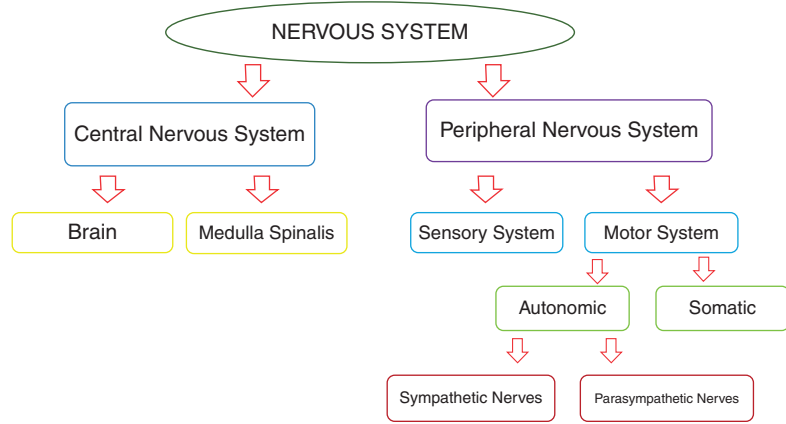 NERVOUS SYSTEM
Central Nervous System
Peripheral Nervous System
Brain
Medulla Spinalis
Sensory System
Motor System
Autonomic
Somatic
Sympathetic Nerves
Parasympathetic Nerves